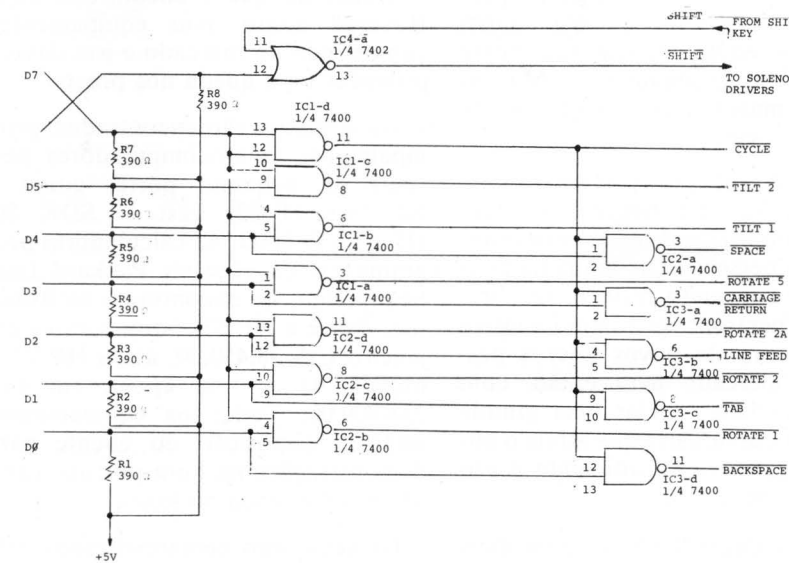 SHIFT
FROM SHI
KEY
IC4-a
1/4 7402
11
12
13
SHIFT
TO SOLENO
DRIVERS
D7
R8
390 Ω
IC1-d
1/4 7400
13
12
11
CYCLE
R7
390 Ω
IC1-c
1/4 7400
10
9
8
TILT 2
D5
R6
390 Ω
4
5
6
TILT 1
IC1-b
1/4 7400
D4
R5
390 Ω
1
2
3
SPACE
IC2-a
1/4 7400
D3
1
2
3
ROTATE 5
IC1-a
1/4 7400
R4
390 Ω
1
2
3
CARRIAGE
RETURN
IC3-a
1/4 7400
D2
13
12
11
ROTATE 2A
IC2-d
1/4 7400
R3
390 Ω
4
5
6
LINE FEED
IC3-b
1/4 7400
D1
10
9
8
ROTATE 2
IC2-c
1/4 7400
R2
390 Ω
9
10
8
TAB
IC3-c
1/4 7400
DØ
4
5
6
ROTATE 1
IC2-b
1/4 7400
R1
390 Ω
12
13
11
BACKSPACE
IC3-d
1/4 7400
+5V